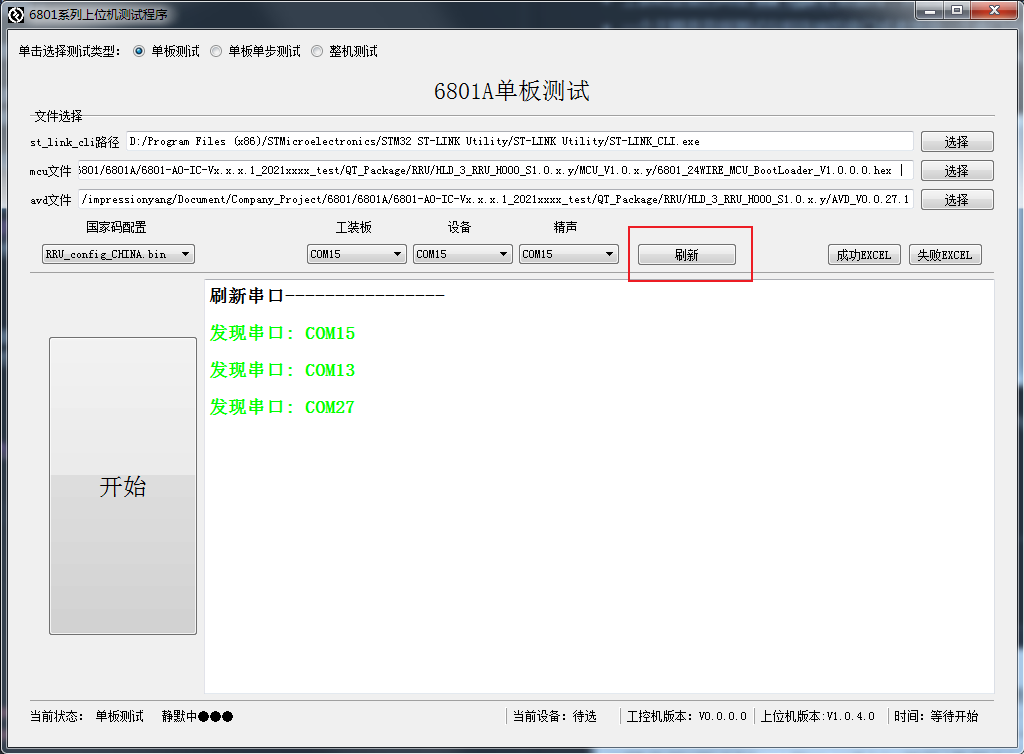 6801系列上位机测试程序
单击选择测试类型： 单板测试 单板单步测试 整机测试
6801A单板测试
文件选择
st_link_cli路径 D:/Program Files (x86)/STMicroelectronics/STM32 ST-LINK Utility/ST-LINK Utility/ST-LINK_CLI.exe 选择
mcu文件 6801/6801A/6801-AO-IC-Vx.x.x.1_2021xxxx_test/QT_Package/RRU/HLD_3_RRU_H000_S1.0.x.y/MCU_V1.0.x.y/6801_24WIRE_MCU_BootLoader_V1.0.0.0.hex 选择
avd文件 /impressionyang/Document/Company_Project/6801/6801A/6801-AO-IC-Vx.x.x.1_2021xxxx_test/QT_Package/RRU/HLD_3_RRU_H000_S1.0.x.y/AVD_V0.0.27.1 选择
国家码配置 工装板 设备 精声
RRU_config_CHINA.bin COM15 COM15 COM15 刷新 成功EXCEL 失败EXCEL
刷新串口----------------
发现串口: COM15
发现串口: COM13
发现串口: COM27
开始
当前状态: 单板测试 静默中●●● 当前设备: 待选 工控机版本: V0.0.0.0 上位机版本:V1.0.4.0 时间: 等待开始